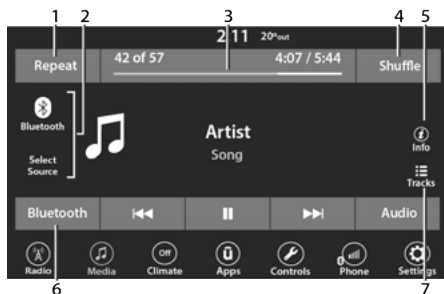 1 2 3 4 5
2 11 20°out
Repeat 42 of 57 4:07 / 5:44 Shuffle
Bluetooth
Artist
Info
Song
Select
Source
Tracks
Bluetooth Audio
Off
Radio Media Climate Apps Controls 0 Phone Settings
6 7